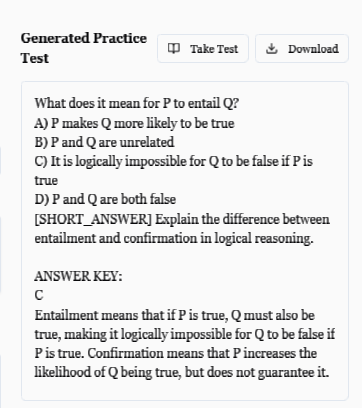 Generated Practice Test
Take Test
Download
What does it mean for P to entail Q?
A) P makes Q more likely to be true
B) P and Q are unrelated
C) It is logically impossible for Q to be false if P is
true
D) P and Q are both false
[SHORT_ANSWER] Explain the difference between
entailment and confirmation in logical reasoning.
ANSWER KEY:
C
Entailment means that if P is true, Q must also be
true, making it logically impossible for Q to be false if
P is true. Confirmation means that P increases the
likelihood of Q being true, but does not guarantee it.